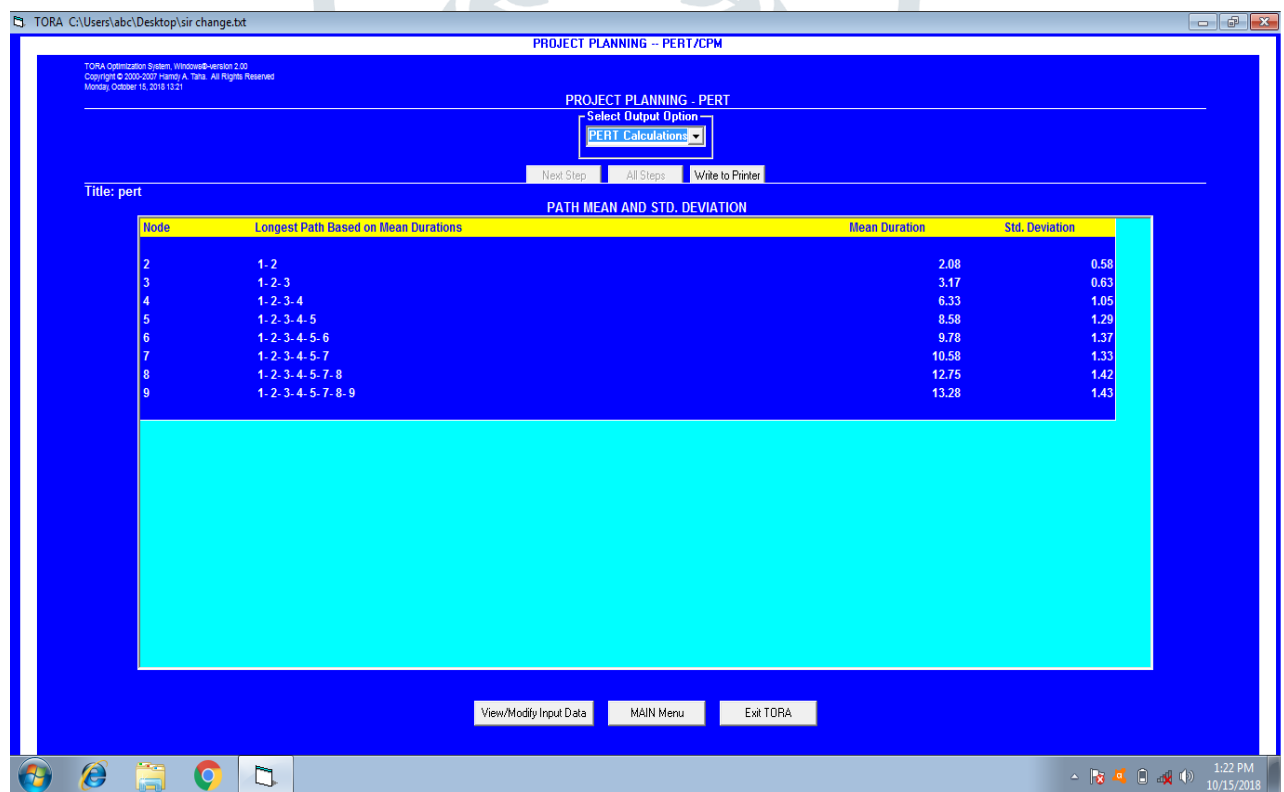 TORA C:\Users\abc\Desktop\sir change.txt
PROJECT PLANNING -- PERT/CPM
TORA Optimization System, Windows®-version 2.00
Copyright © 2000-2007 Hamdy A. Taha. All Rights Reserved
Monday, October 15, 2018 13:21
PROJECT PLANNING - PERT
Select Output Option
PERT Calculations
Next Step All Steps Write to Printer
Title: pert
PATH MEAN AND STD. DEVIATION
Node Longest Path Based on Mean Durations Mean Duration Std. Deviation
2 1- 2 2.08 0.58
3 1- 2- 3 3.17 0.63
4 1- 2- 3- 4 6.33 1.05
5 1- 2- 3- 4- 5 8.58 1.29
6 1- 2- 3- 4- 5- 6 9.78 1.37
7 1- 2- 3- 4- 5- 7 10.58 1.33
8 1- 2- 3- 4- 5- 7- 8 12.75 1.42
9 1- 2- 3- 4- 5- 7- 8- 9 13.28 1.43
View/Modify Input Data MAIN Menu Exit TORA
1:22 PM
10/15/2018